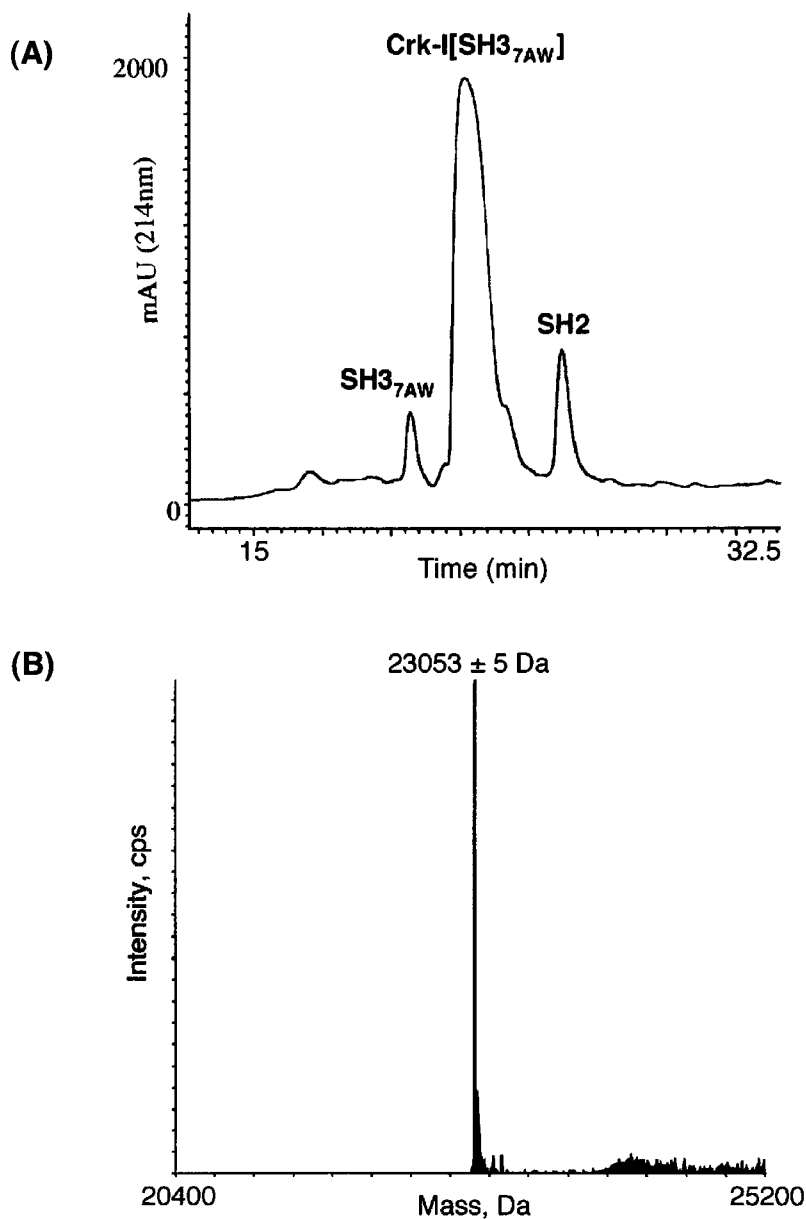 (A)
Crk-I[SH3₇AW]
2000
mAU (214nm)
SH2
SH3₇AW
0
15
32.5
Time (min)
(B)
23053 ± 5 Da
Intensity, cps
20400
25200
Mass, Da